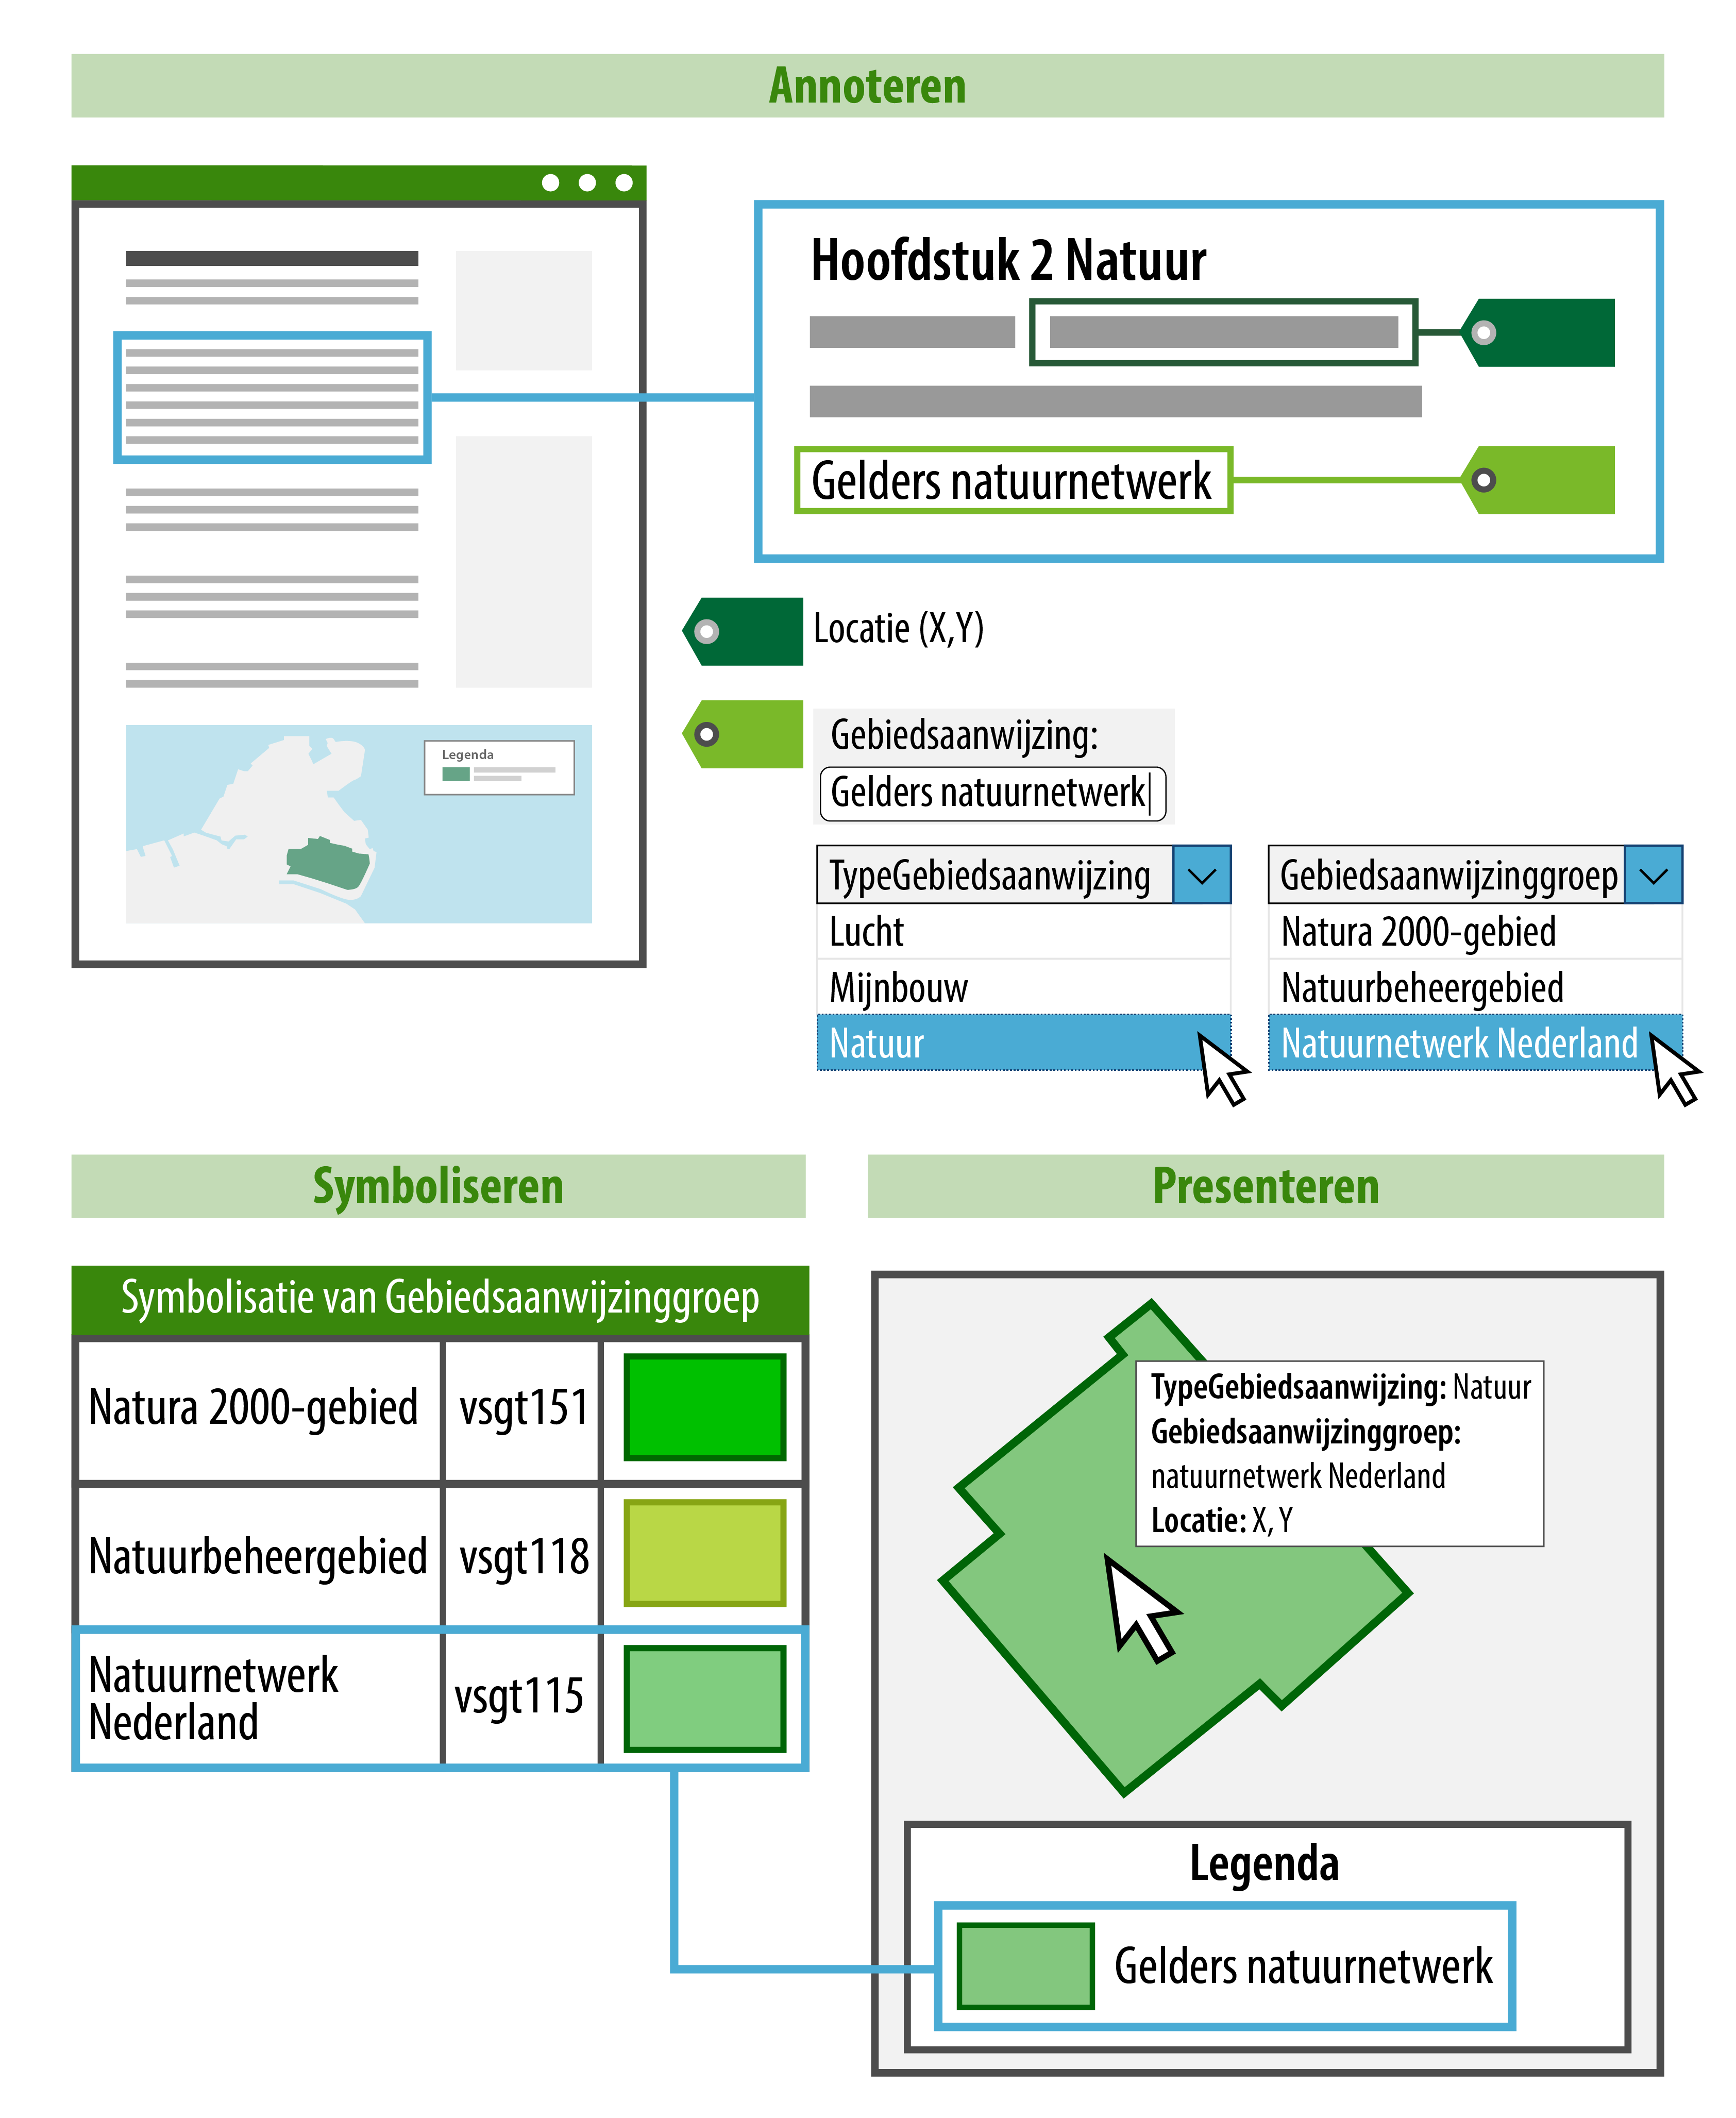 Annoteren
Hoofdstuk 2 Natuur
Gelders natuurnetwerk
Locatie (X,Y)
Gebiedsaanwijzing:
Gelders natuurnetwerk
Legenda
TypeGebiedsaanwijzing
Lucht
Mijnbouw
Natuur
Gebiedsaanwijzinggroep
Natura 2000-gebied
Natuurbeheergebied
Natuurnetwerk Nederland
Symboliseren
Symbolisatie van Gebiedsaanwijzinggroep
Natura 2000-gebied vsgt151
Natuurbeheergebied vsgt118
Natuurnetwerk
Nederland
vsgt115
Presenteren
TypeGebiedsaanwijzing: Natuur
Gebiedsaanwijzinggroep:
natuurnetwerk Nederland
Locatie: X, Y
Legenda
Gelders natuurnetwerk